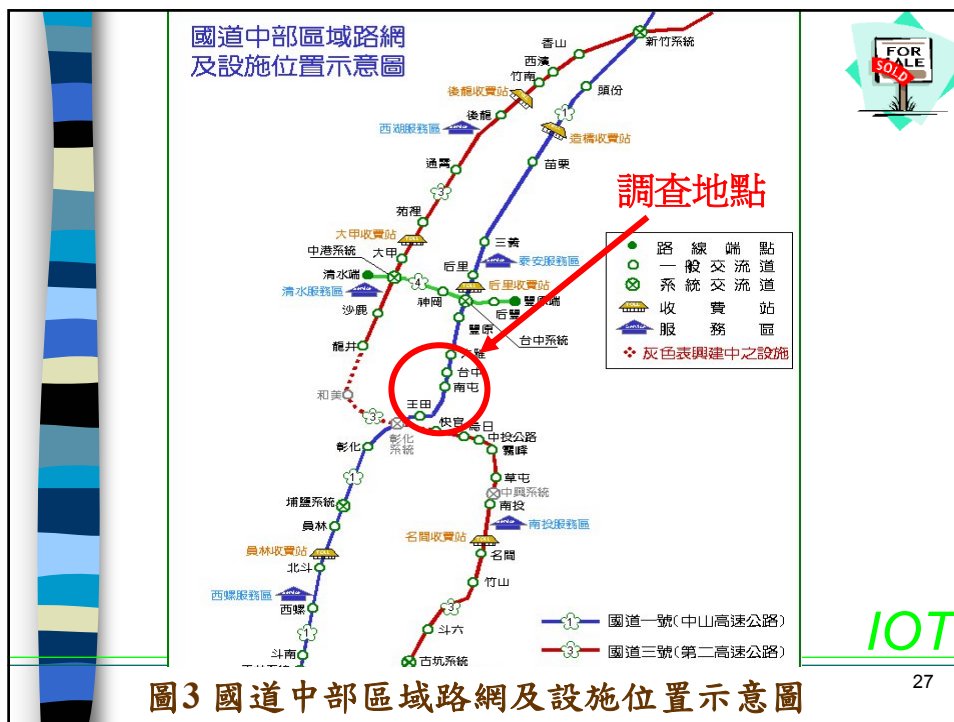 國道中部區域路網
及設施位置示意圖
FOR
SALE
SOLD
香山
新竹系統
西濱
竹南
頭份
後龍收費站
後龍
1
西湖服務區
造橋收費站
苗栗
通霄
3
調查地點
苑裡
大甲收費站
三義
中港系統
大甲
泰安服務區
后里
清水端
4
后里收費站
清水服務區
神岡
豐原端
后豐
沙鹿
豐原
台中系統
龍井
大雅
台中
南屯
和美
王田
3
快官
烏日
彰化
系統
中投公路
彰化
霧峰
1
草屯
中興系統
埔鹽系統
南投
員林
南投服務區
名間收費站
員林收費站
名間
北斗
竹山
西螺服務區
西螺
3
1
斗六
斗南
古坑系統
路線端點
一般交流道
系統交流道
收費站
服務區
灰色表興建中之設施
1 國道一號(中山高速公路)
3 國道三號(第二高速公路)
IOT
圖3 國道中部區域路網及設施位置示意圖
27